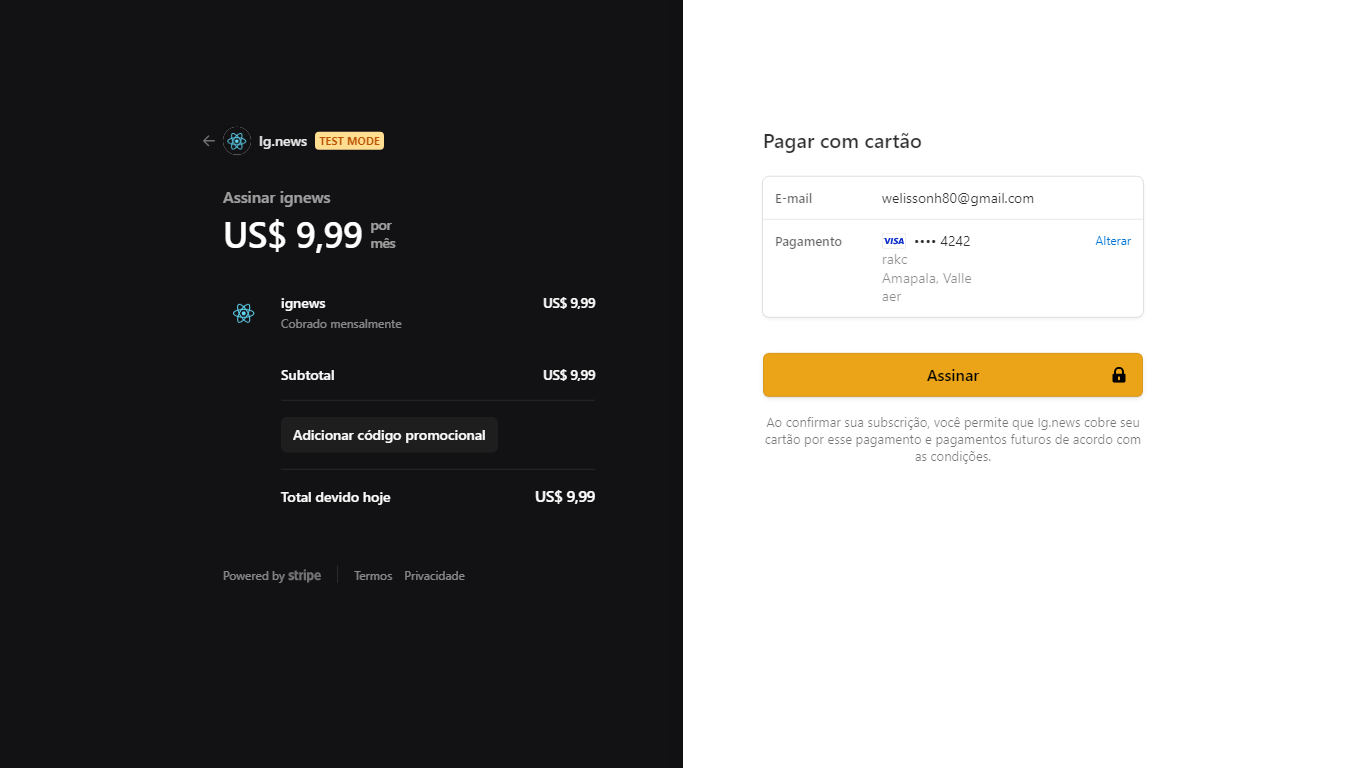 Ig.news TEST MODE
Assinar ignews
US$ 9,99 por mês
ignews US$ 9,99
Cobrado mensalmente
Subtotal US$ 9,99
Adicionar código promocional
Total devido hoje US$ 9,99
Powered by stripe Termos Privacidade
Pagar com cartão
E-mail welissonh80@gmail.com
Pagamento VISA •••• 4242 Alterar
rakc
Amapala, Valle
aer
Assinar
Ao confirmar sua subscrição, você permite que Ig.news cobre seu
cartão por esse pagamento e pagamentos futuros de acordo com
as condições.